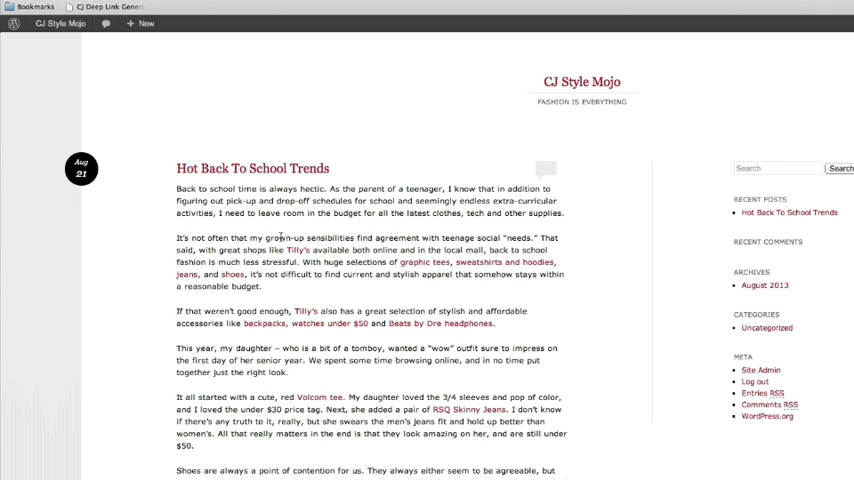 Bookmarks CJ Deep Link Gener
CJ Style Mojo + New
CJ Style Mojo
FASHION IS EVERYTHING
Aug
21
Hot Back To School Trends
Back to school time is always hectic. As the parent of a teenager, I know that in addition to
figuring out pick-up and drop-off schedules for school and seemingly endless extra-curricular
activities, I need to leave room in the budget for all the latest clothes, tech and other supplies.
It's not often that my grown-up sensibilities find agreement with teenage social “needs.” That
said, with great shops like Tilly's available both online and in the local mall, back to school
fashion is much less stressful. With huge selections of graphic tees, sweatshirts and hoodies,
jeans, and shoes, it's not difficult to find current and stylish apparel that somehow stays within
a reasonable budget.
If that weren't good enough, Tilly's also has a great selection of stylish and affordable
accessories like backpacks, watches under $50 and Beats by Dre headphones.
This year, my daughter – who is a bit of a tomboy, wanted a “wow” outfit sure to impress on
the first day of her senior year. We spent some time browsing online, and in no time put
together just the right look.
It all started with a cute, red Volcom tee. My daughter loved the 3/4 sleeves and pop of color,
and I loved the under $30 price tag. Next, she added a pair of RSQ Skinny Jeans. I don't know
if there's any truth to it, really, but she swears the men's jeans fit and hold up better than
women's. All that really matters in the end is that they look amazing on her, and are still under
$50.
Shoes are always a point of contention for us. They always either seem to be agreeable, but
Search Search
RECENT POSTS
Hot Back To School Trends
RECENT COMMENTS
ARCHIVES
August 2013
CATEGORIES
Uncategorized
META
Site Admin
Log out
Entries RSS
Comments RSS
WordPress.org